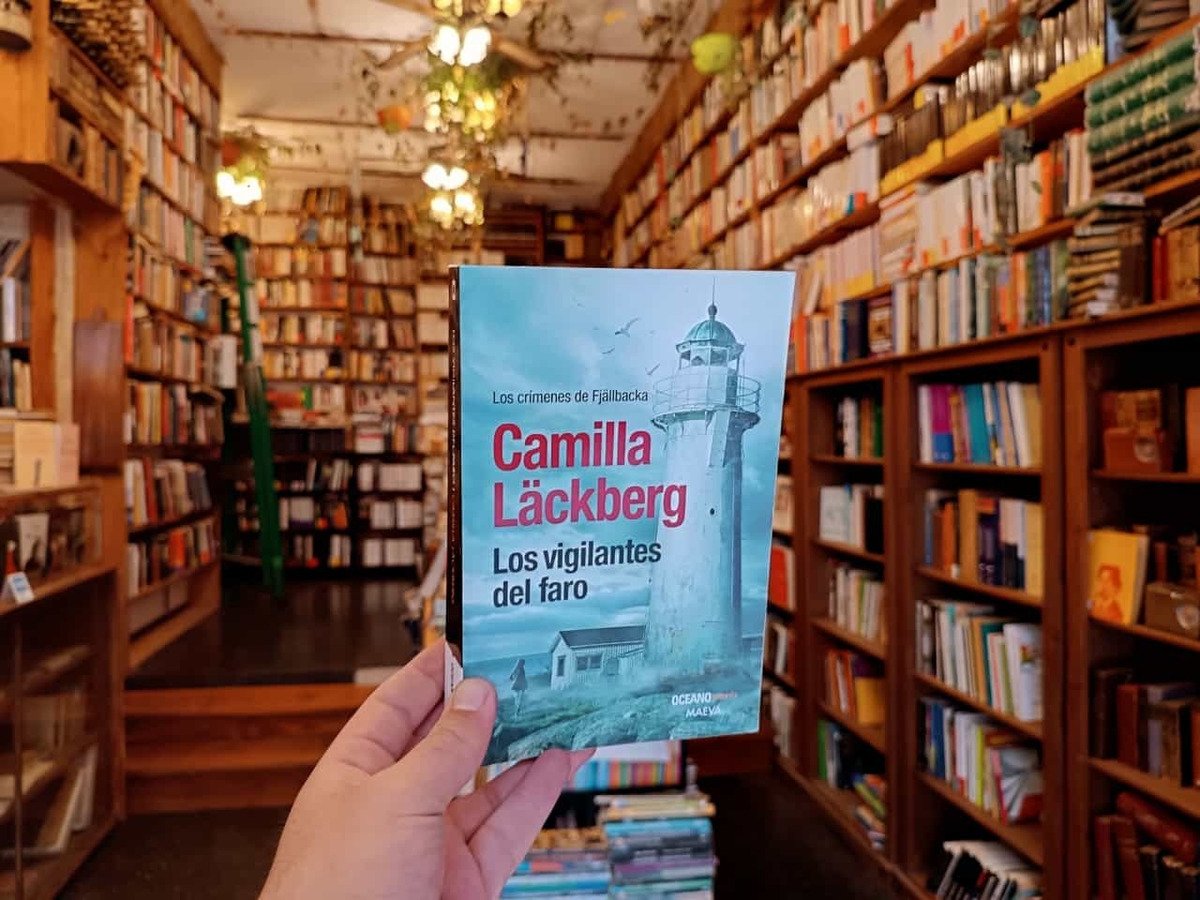 Los crímenes de Fjällbacka
Camilla
Läckberg
Los vigilantes
del faro
OCEANO
MAEVA